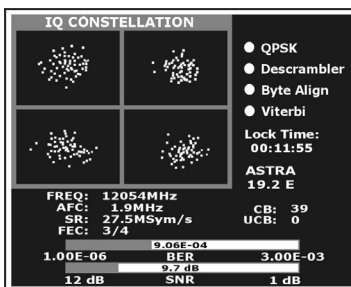 IQ CONSTELLATION
QPSK
Descrambler
Byte Align
Viterbi
Lock Time:
00:11:55
ASTRA
19.2 E
FREQ: 12054MHz
AFC: 1.9MHz
SR: 27.5MSym/s
FEC: 3/4
CB: 39
UCB: 0
9.06E-04
1.00E-06 BER 3.00E-03
9.7 dB
12 dB SNR 1 dB